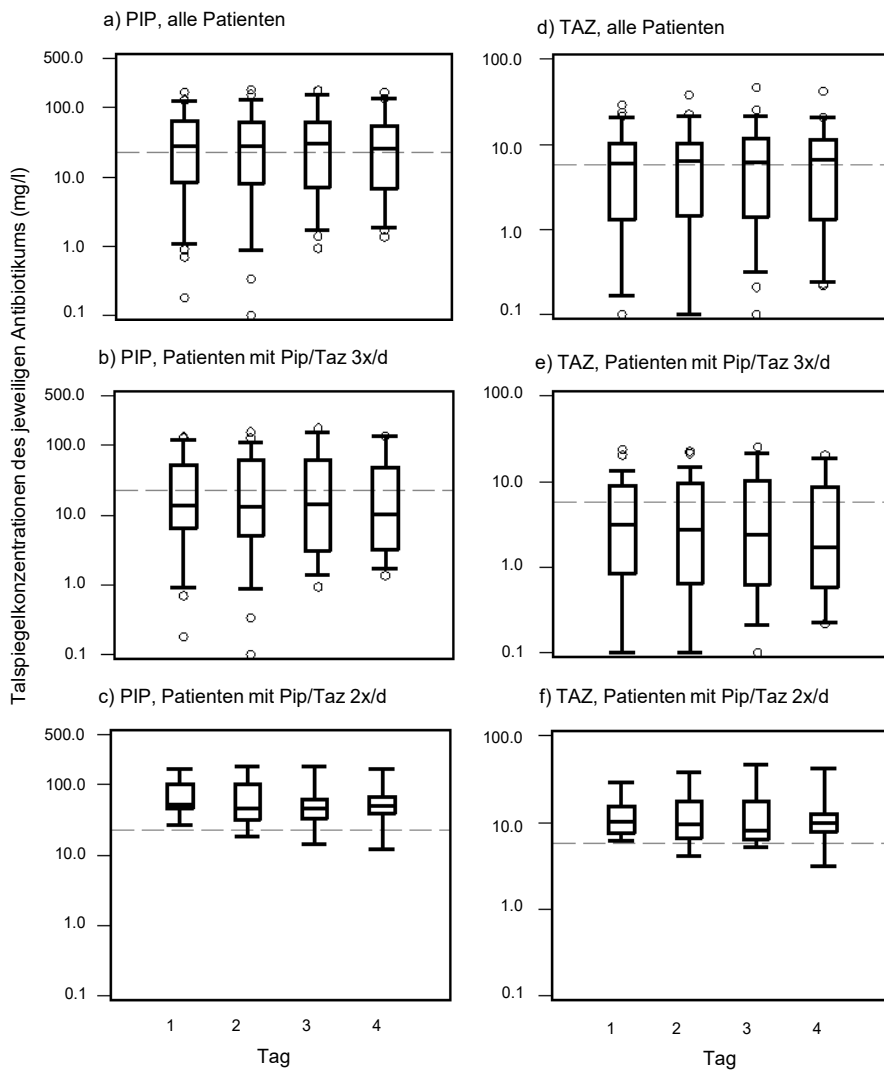 Talspiegelkonzentrationen des jeweiligen Antibiotikums (mg/l)
a) PIP, alle Patienten
500.0
100.0
10.0
1.0
0.1
b) PIP, Patienten mit Pip/Taz 3x/d
500.0
100.0
10.0
1.0
0.1
c) PIP, Patienten mit Pip/Taz 2x/d
500.0
100.0
10.0
1.0
0.1
1 2 3 4
Tag
d) TAZ, alle Patienten
100.0
10.0
1.0
0.1
e) TAZ, Patienten mit Pip/Taz 3x/d
100.0
10.0
1.0
0.1
f) TAZ, Patienten mit Pip/Taz 2x/d
100.0
10.0
1.0
0.1
1 2 3 4
Tag